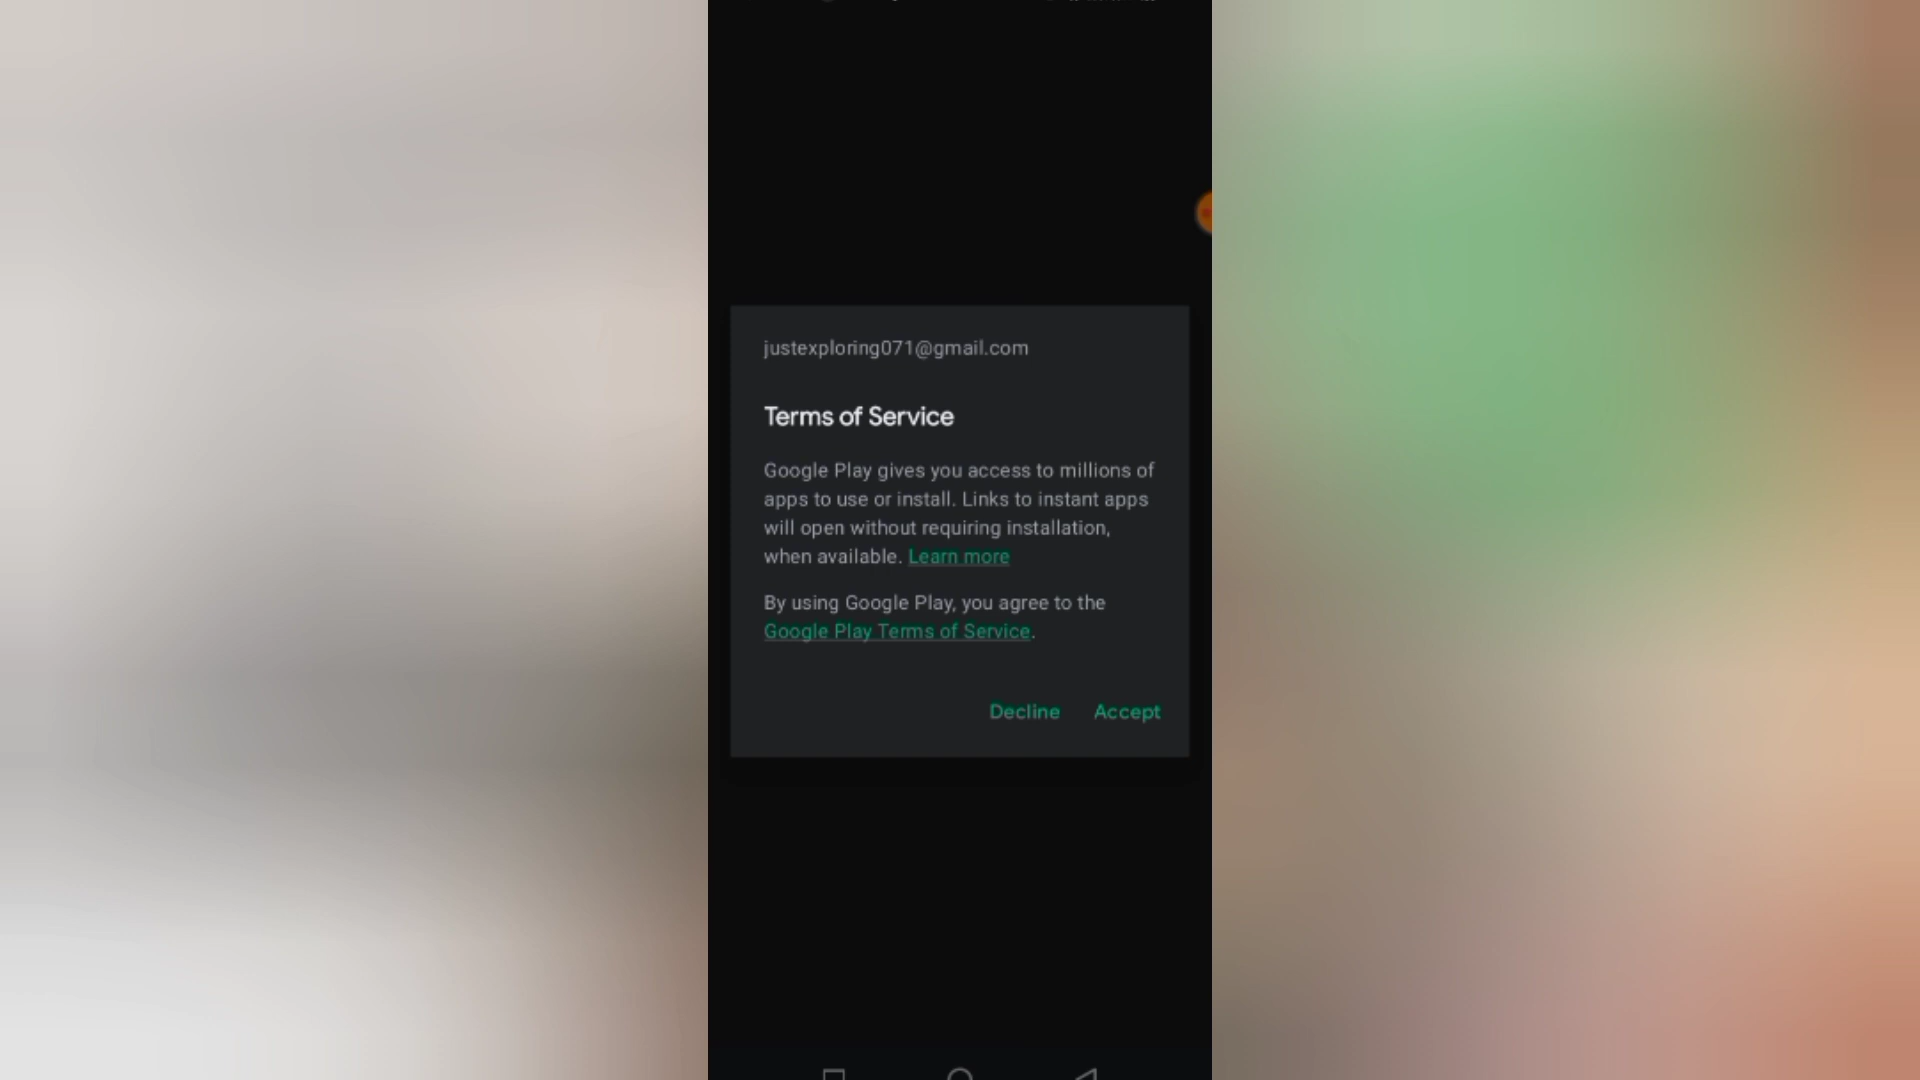 justexploring071@gmail.com
Terms of Service
Google Play gives you access to millions of
apps to use or install. Links to instant apps
will open without requiring installation,
when available. Learn more
By using Google Play, you agree to the
Google Play Terms of Service.
Decline Accept